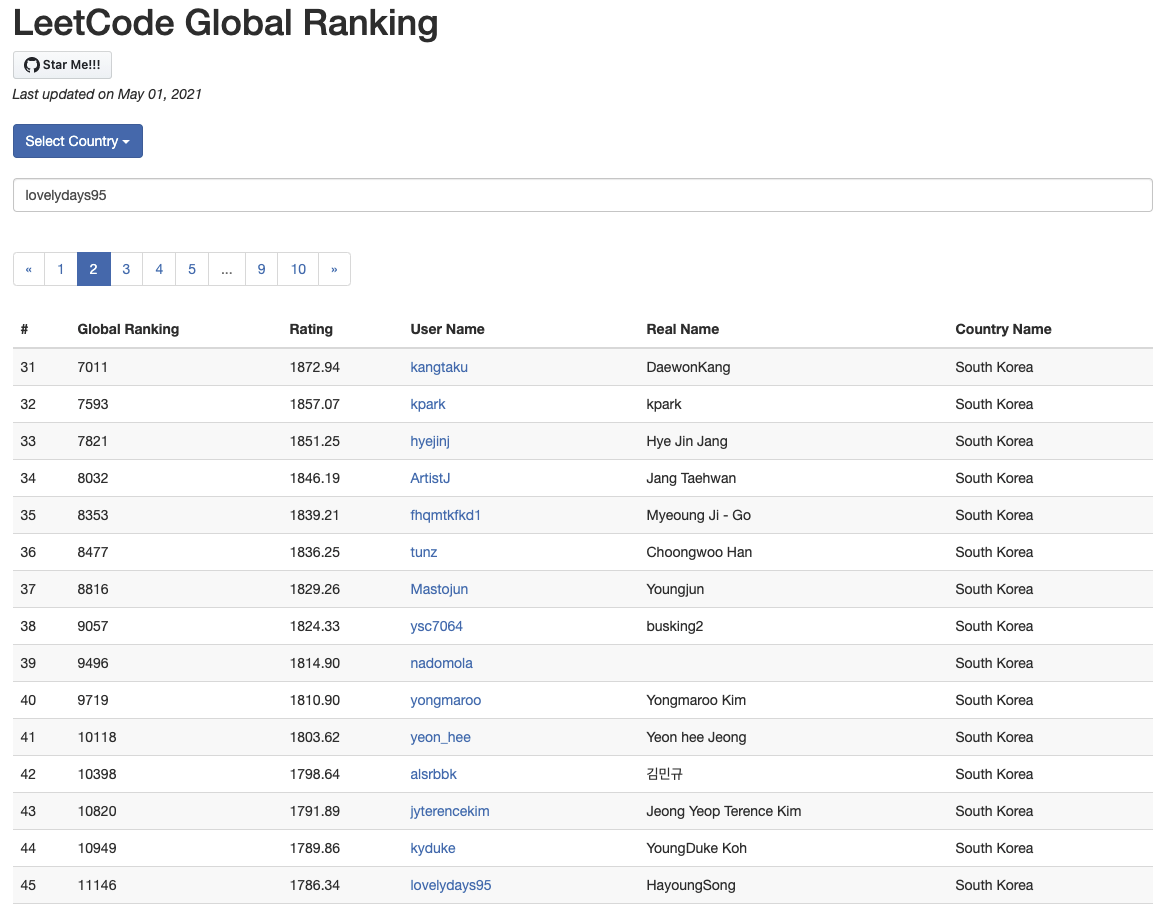 LeetCode Global Ranking
Star Me!!!
Last updated on May 01, 2021
Select Country
lovelydays95
« 1 2 3 4 5 ... 9 10 »
# Global Ranking Rating User Name Real Name Country Name
31 7011 1872.94 kangtaku DaewonKang South Korea
32 7593 1857.07 kpark kpark South Korea
33 7821 1851.25 hyejinj Hye Jin Jang South Korea
34 8032 1846.19 ArtistJ Jang Taehwan South Korea
35 8353 1839.21 fhqmtkfkd1 Myeoung Ji - Go South Korea
36 8477 1836.25 tunz Choongwoo Han South Korea
37 8816 1829.26 Mastojun Youngjun South Korea
38 9057 1824.33 ysc7064 busking2 South Korea
39 9496 1814.90 nadomola South Korea
40 9719 1810.90 yongmaroo Yongmaroo Kim South Korea
41 10118 1803.62 yeon_hee Yeon hee Jeong South Korea
42 10398 1798.64 alsrbbk 김민규 South Korea
43 10820 1791.89 jyterencekim Jeong Yeop Terence Kim South Korea
44 10949 1789.86 kyduke YoungDuke Koh South Korea
45 11146 1786.34 lovelydays95 HayoungSong South Korea